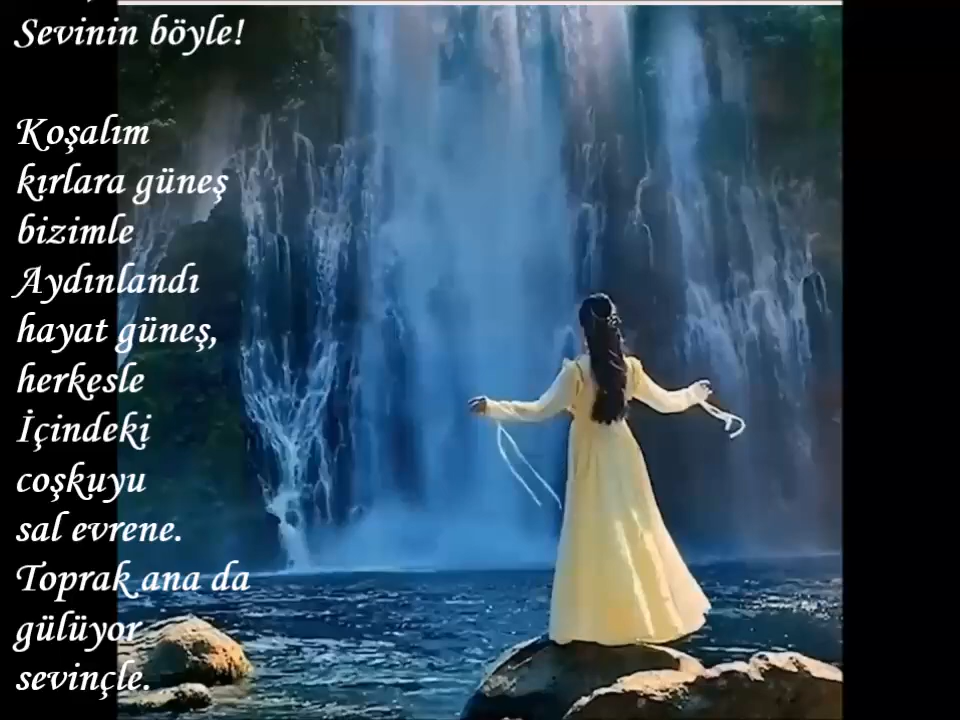 Sevinin böyle!
Koşalım
kırlara güneş
bizimle
Aydınlandı
hayat güneş,
herkesle
İçindeki
coşkuyu
sal evrene.
Toprak ana da
gülüyor
sevinçle.